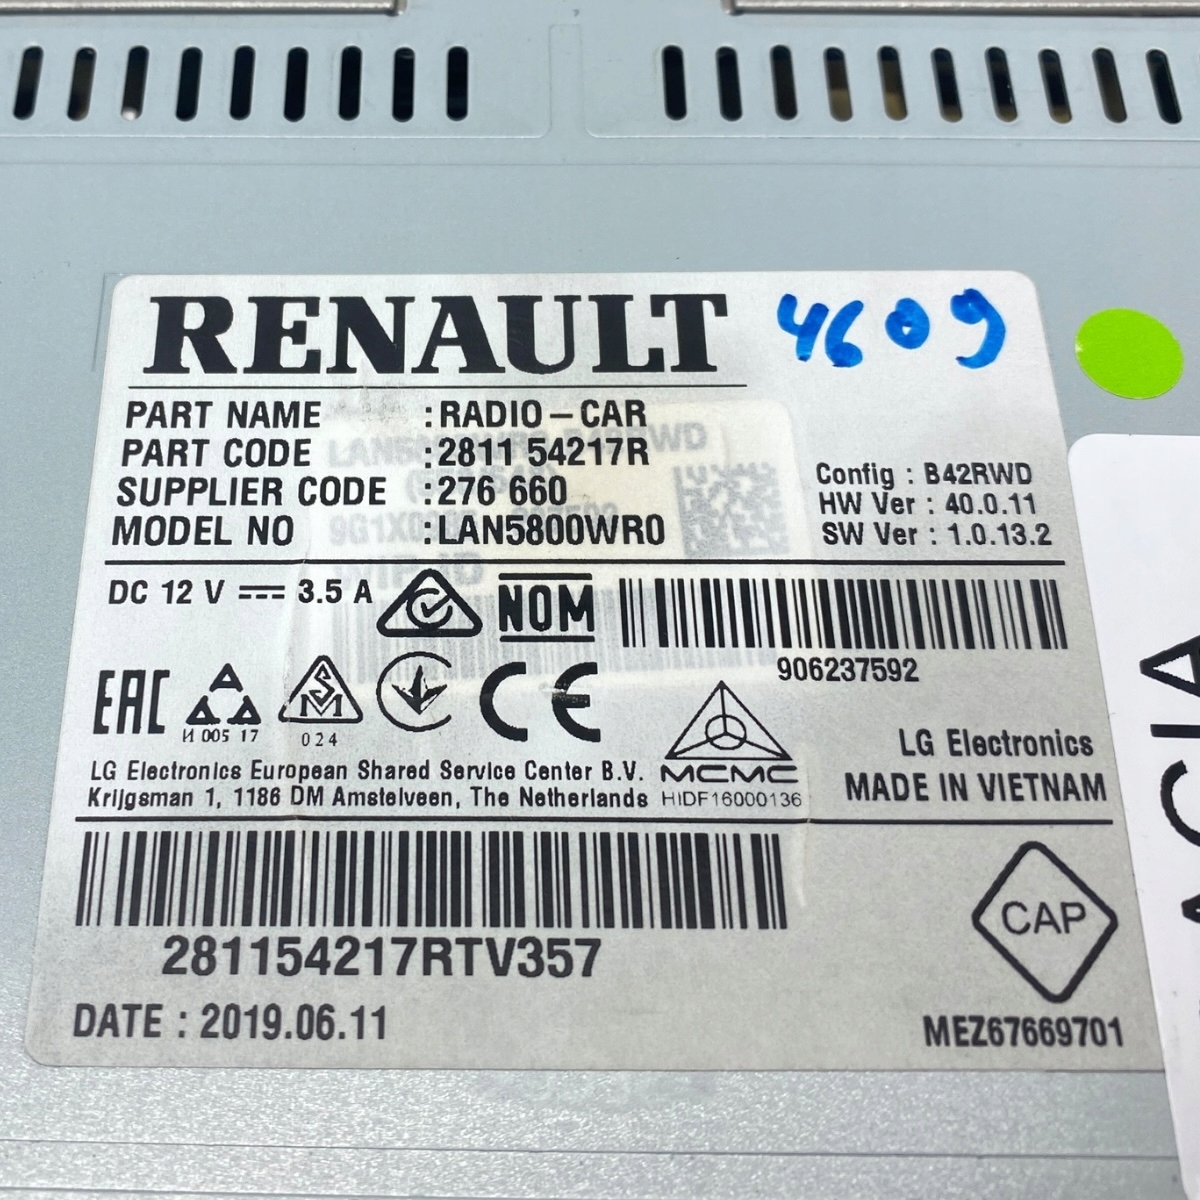 RENAULT 4609
PART NAME :RADIO-CAR
PART CODE :2811 54217R
SUPPLIER CODE :276 660
MODEL NO :LAN5800WR0
Config : B42RWD
HW Ver : 40.0.11
SW Ver : 1.0.13.2
DC 12 V 3.5 A
NOM
906237592
EAC
И 005 17
SM
024
CE
MCMC
HIDF16000136
LG Electronics European Shared Service Center B.V.
Krijgsman 1, 1186 DM Amstelveen, The Netherlands
LG Electronics
MADE IN VIETNAM
281154217RTV357
CAP
DATE : 2019.06.11
MEZ67669701